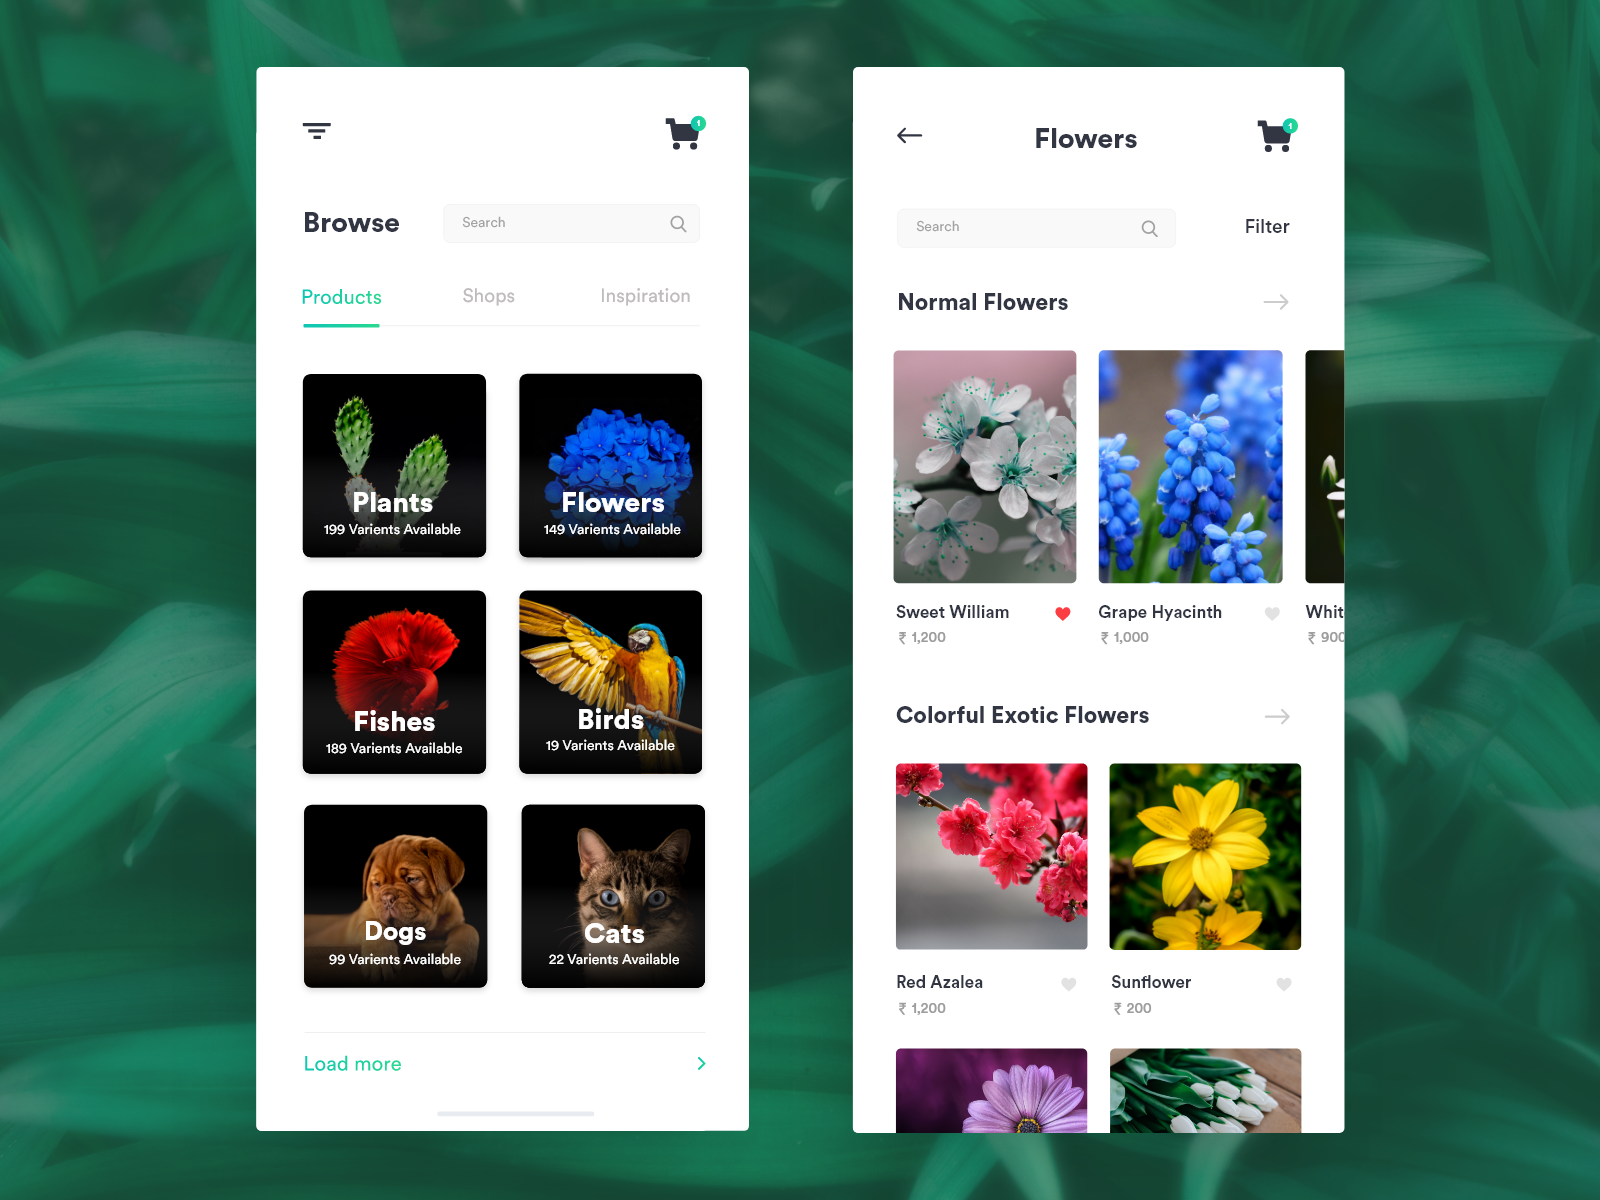 1
Browse
Search
Products Shops Inspiration
Plants
199 Varients Available
Flowers
149 Varients Available
Fishes
189 Varients Available
Birds
19 Varients Available
Dogs
99 Varients Available
Cats
22 Varients Available
Load more
Flowers
1
Search
Filter
Normal Flowers
Sweet William
₹ 1,200
Grape Hyacinth
₹ 1,000
Whit
₹ 900
Colorful Exotic Flowers
Red Azalea
₹ 1,200
Sunflower
₹ 200